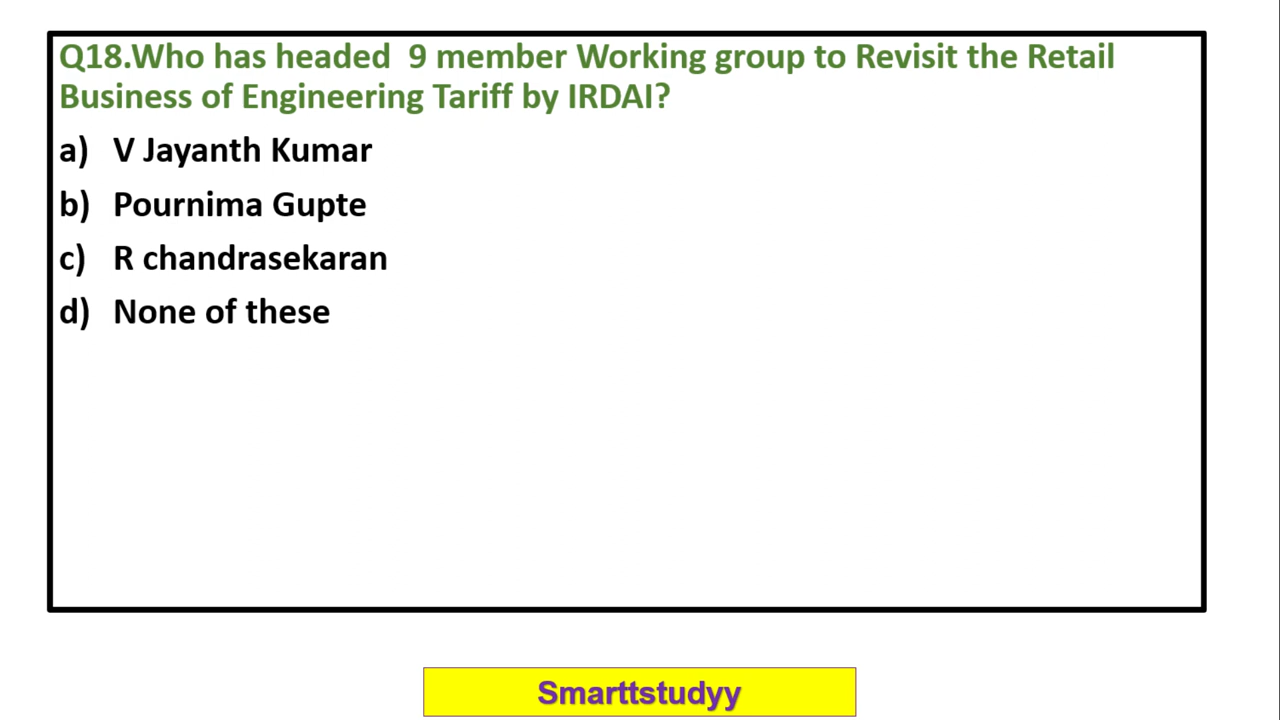 Q18.Who has headed  9 member Working group to Revisit the Retail
Business of Engineering Tariff by IRDAI?
a) V Jayanth Kumar
b) Pournima Gupte
c) R chandrasekaran
d) None of these
Smarttstudyy